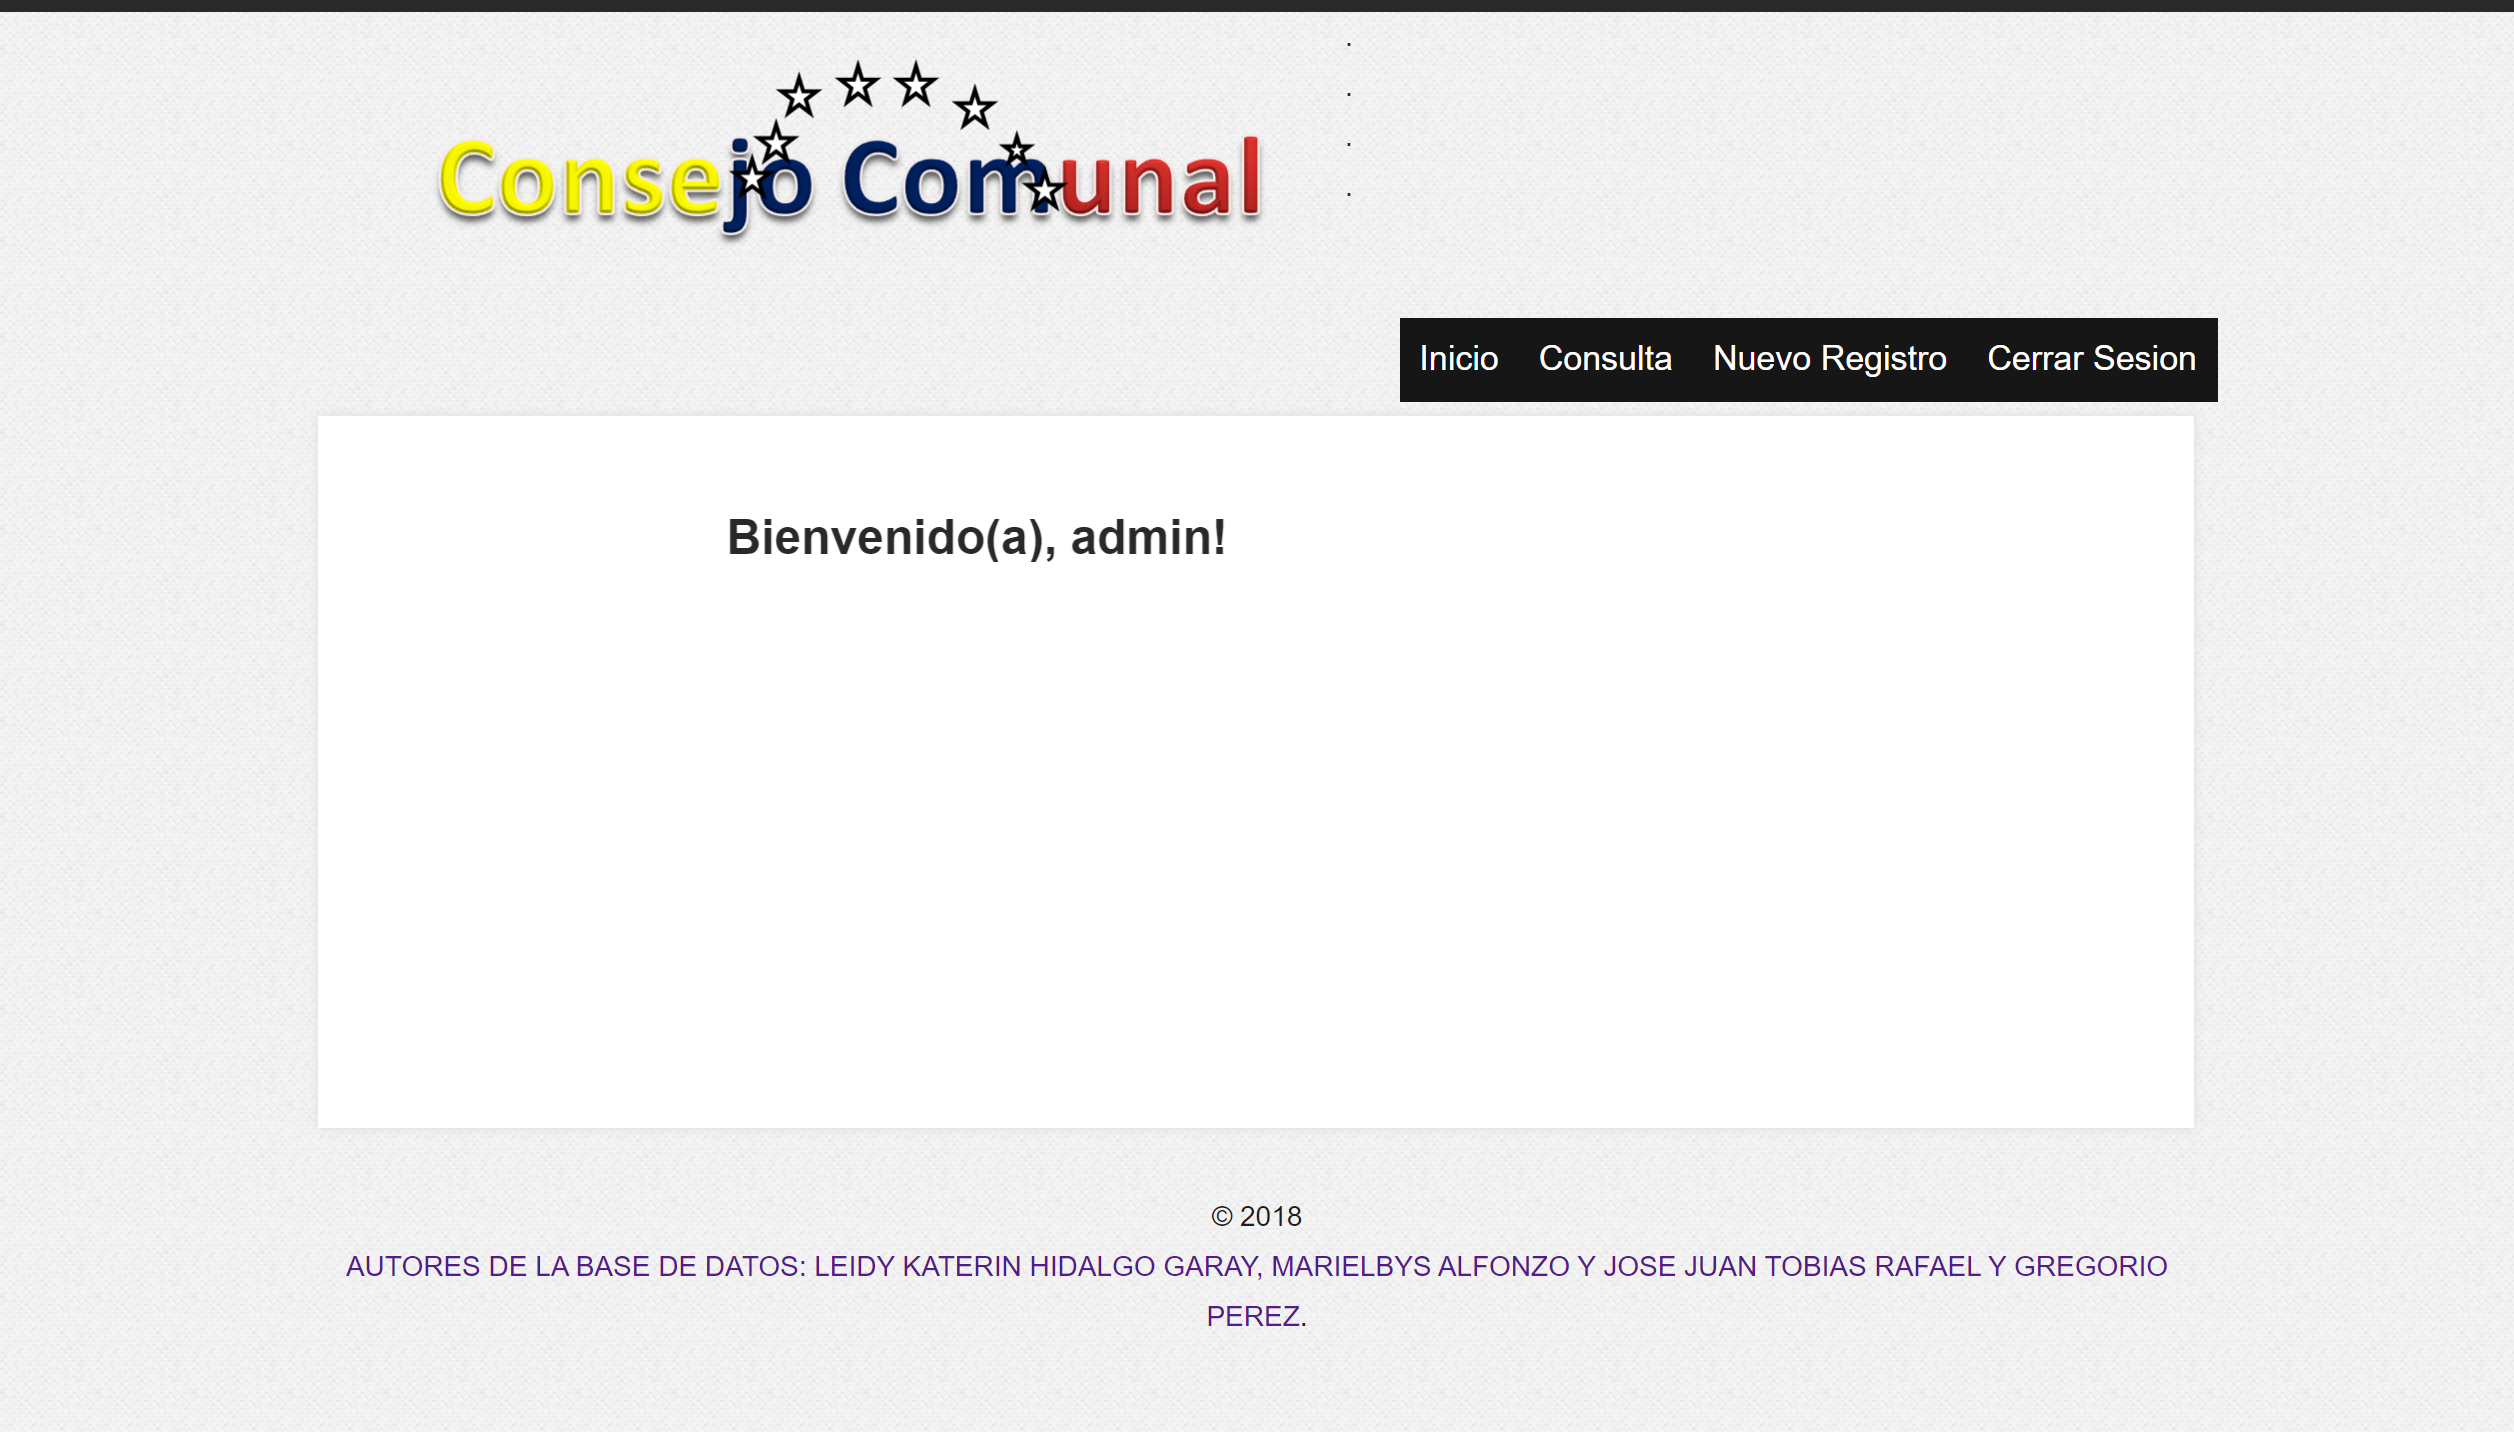 Consejo Comunal
.
.
.
.
Inicio Consulta Nuevo Registro Cerrar Sesion
Bienvenido(a), admin!
© 2018
AUTORES DE LA BASE DE DATOS: LEIDY KATERIN HIDALGO GARAY, MARIELBYS ALFONZO Y JOSE JUAN TOBIAS RAFAEL Y GREGORIO
PEREZ.